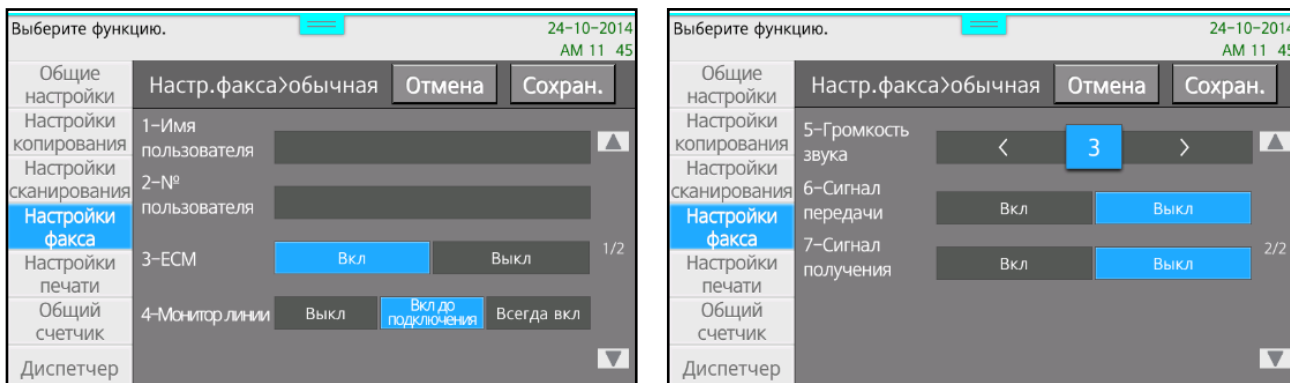 Выберите функцию.
24-10-2014
AM 11 45
Общие
настройки
Настройки
копирования
Настройки
сканирования
Настройки
факса
Настройки
печати
Общий
счетчик
Диспетчер
Настр.факса>обычная
Отмена
Сохран.
1-Имя
пользователя
2-№
пользователя
3-ECM
Вкл
Выкл
1/2
4-Монитор линии
Выкл
Вкл до
подключения
Всегда вкл
Выберите функцию.
24-10-2014
AM 11 45
Общие
настройки
Настройки
копирования
Настройки
сканирования
Настройки
факса
Настройки
печати
Общий
счетчик
Диспетчер
Настр.факса>обычная
Отмена
Сохран.
5-Громкость
звука
<
3
>
6-Сигнал
передачи
Вкл
Выкл
7-Сигнал
получения
Вкл
Выкл
2/2